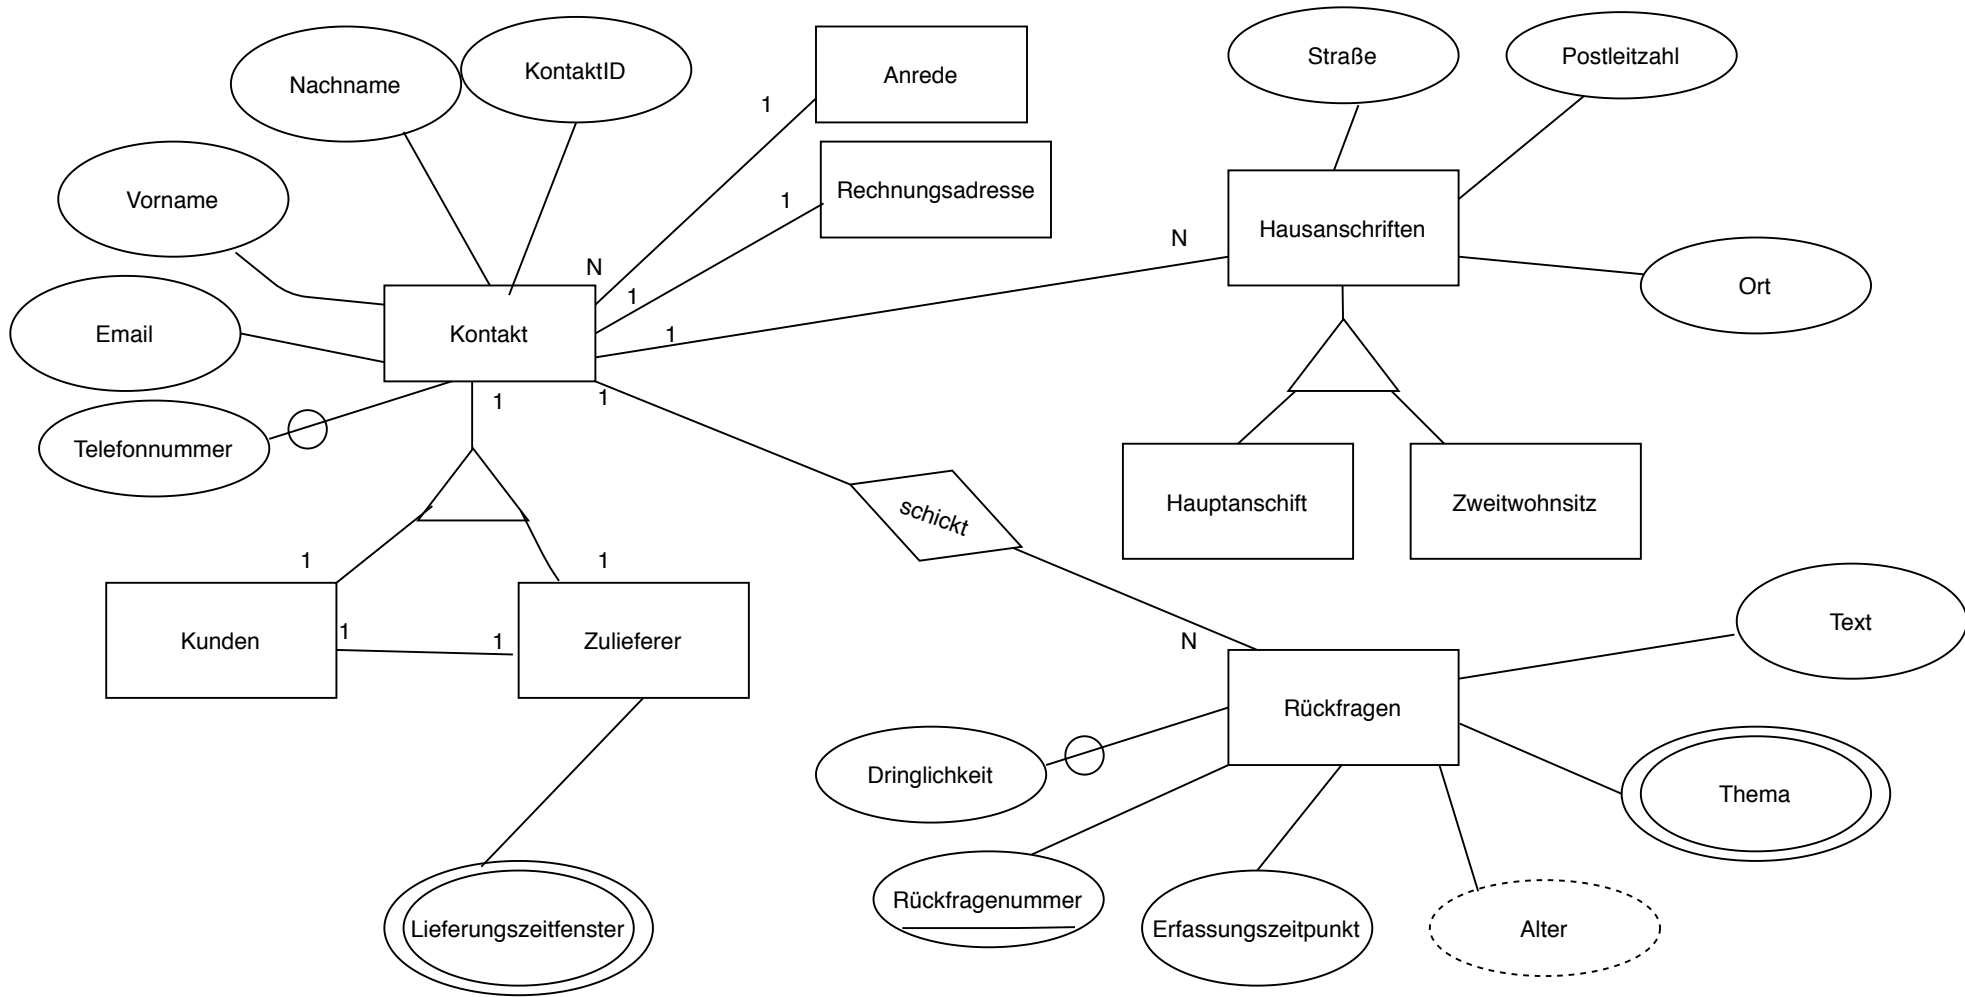 Straße
Postleitzahl
KontaktID
Anrede
Nachname
1
Rechnungsadresse
Vorname
1
Hausanschriften
N
N
Ort
1
Email
Kontakt
1
1
1
Telefonnummer
schickt
Hauptanschift
Zweitwohnsitz
1
1
Text
1
1
Kunden
Zulieferer
N
Rückfragen
Dringlichkeit
Thema
Rückfragenummer
Lieferungszeitfenster
Erfassungszeitpunkt
Alter